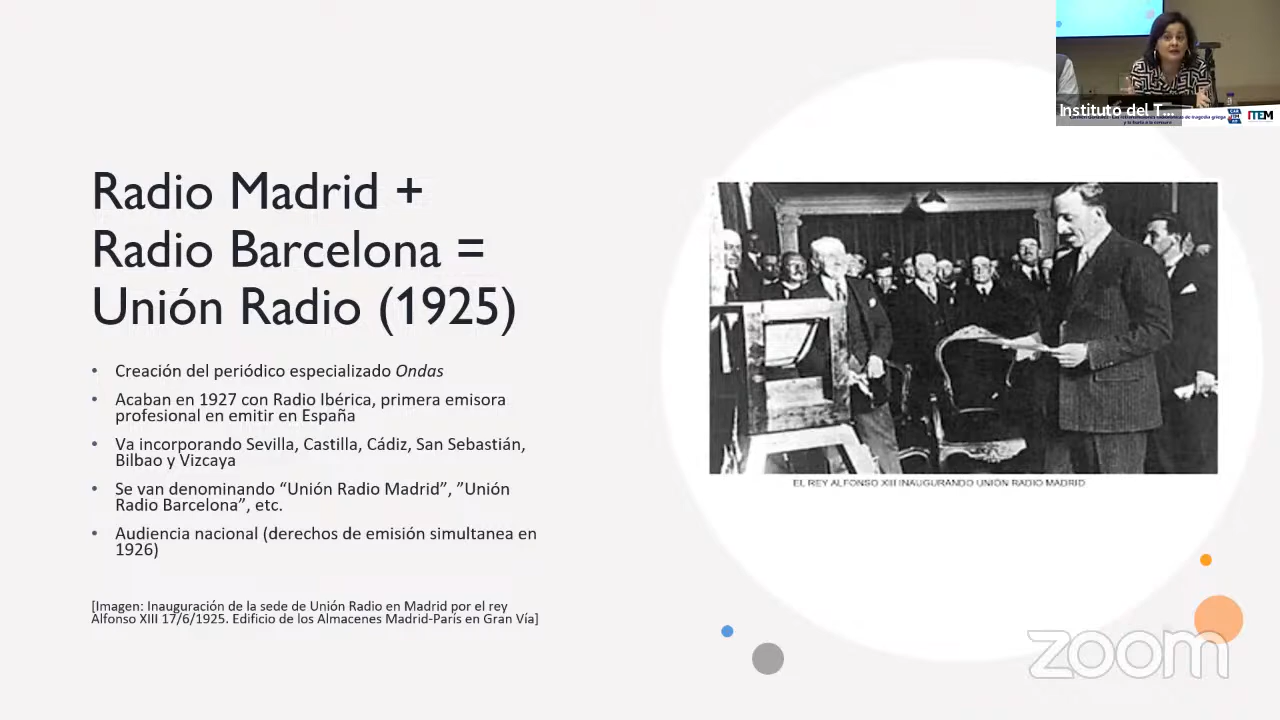 Instituto del T...
ITEM
Radio Madrid +
Radio Barcelona =
Unión Radio (1925)
• Creación del periódico especializado Ondas
• Acaban en 1927 con Radio Ibérica, primera emisora
profesional en emitir en España
• Va incorporando Sevilla, Castilla, Cádiz, San Sebastián,
Bilbao y Vizcaya
• Se van denominando “Unión Radio Madrid”, ”Unión
Radio Barcelona”, etc.
• Audiencia nacional (derechos de emisión simultanea en
1926)
[Imagen: Inauguración de la sede de Unión Radio en Madrid por el rey
Alfonso XIII 17/6/1925. Edificio de los Almacenes Madrid-París en Gran Vía]
EL REY ALFONSO XIII INAUGURANDO UNIÓN RADIO MADRID
zoom